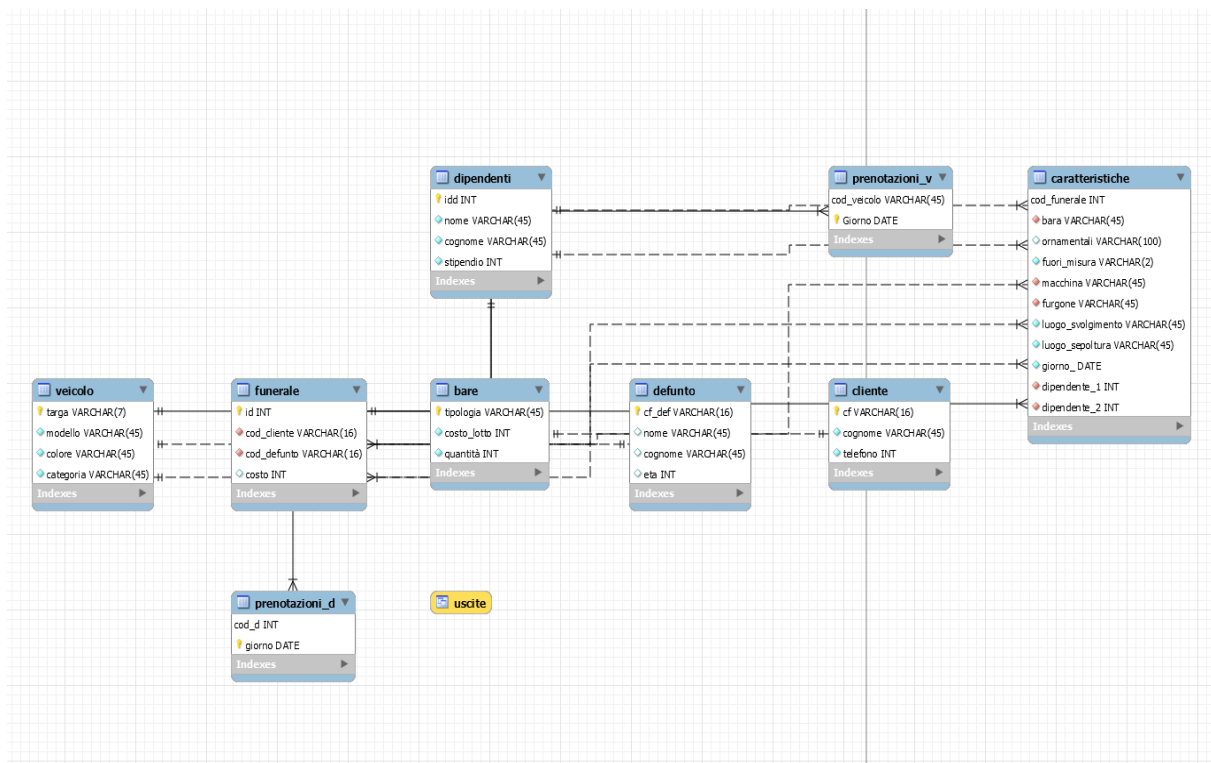 dipendenti
idd INT
nome VARCHAR(45)
cognome VARCHAR(45)
stipendio INT
Indexes
prenotazioni_v
cod_veicolo VARCHAR(45)
Giorno DATE
Indexes
caratteristiche
cod_funerale INT
bara VARCHAR(45)
ornamentali VARCHAR(100)
fuori_misura VARCHAR(2)
macchina VARCHAR(45)
furgone VARCHAR(45)
luogo_svolgimento VARCHAR(45)
luogo_sepoltura VARCHAR(45)
giorno_ DATE
dipendente_1 INT
dipendente_2 INT
Indexes
veicolo
targa VARCHAR(7)
modello VARCHAR(45)
colore VARCHAR(45)
categoria VARCHAR(45)
Indexes
funerale
id INT
cod_cliente VARCHAR(16)
cod_defunto VARCHAR(16)
costo INT
Indexes
bare
tipologia VARCHAR(45)
costo_lotto INT
quantità INT
Indexes
defunto
cf_def VARCHAR(16)
nome VARCHAR(45)
cognome VARCHAR(45)
eta INT
Indexes
cliente
cf VARCHAR(16)
cognome VARCHAR(45)
telefono INT
Indexes
prenotazioni_d
cod_d INT
giorno DATE
Indexes
uscite